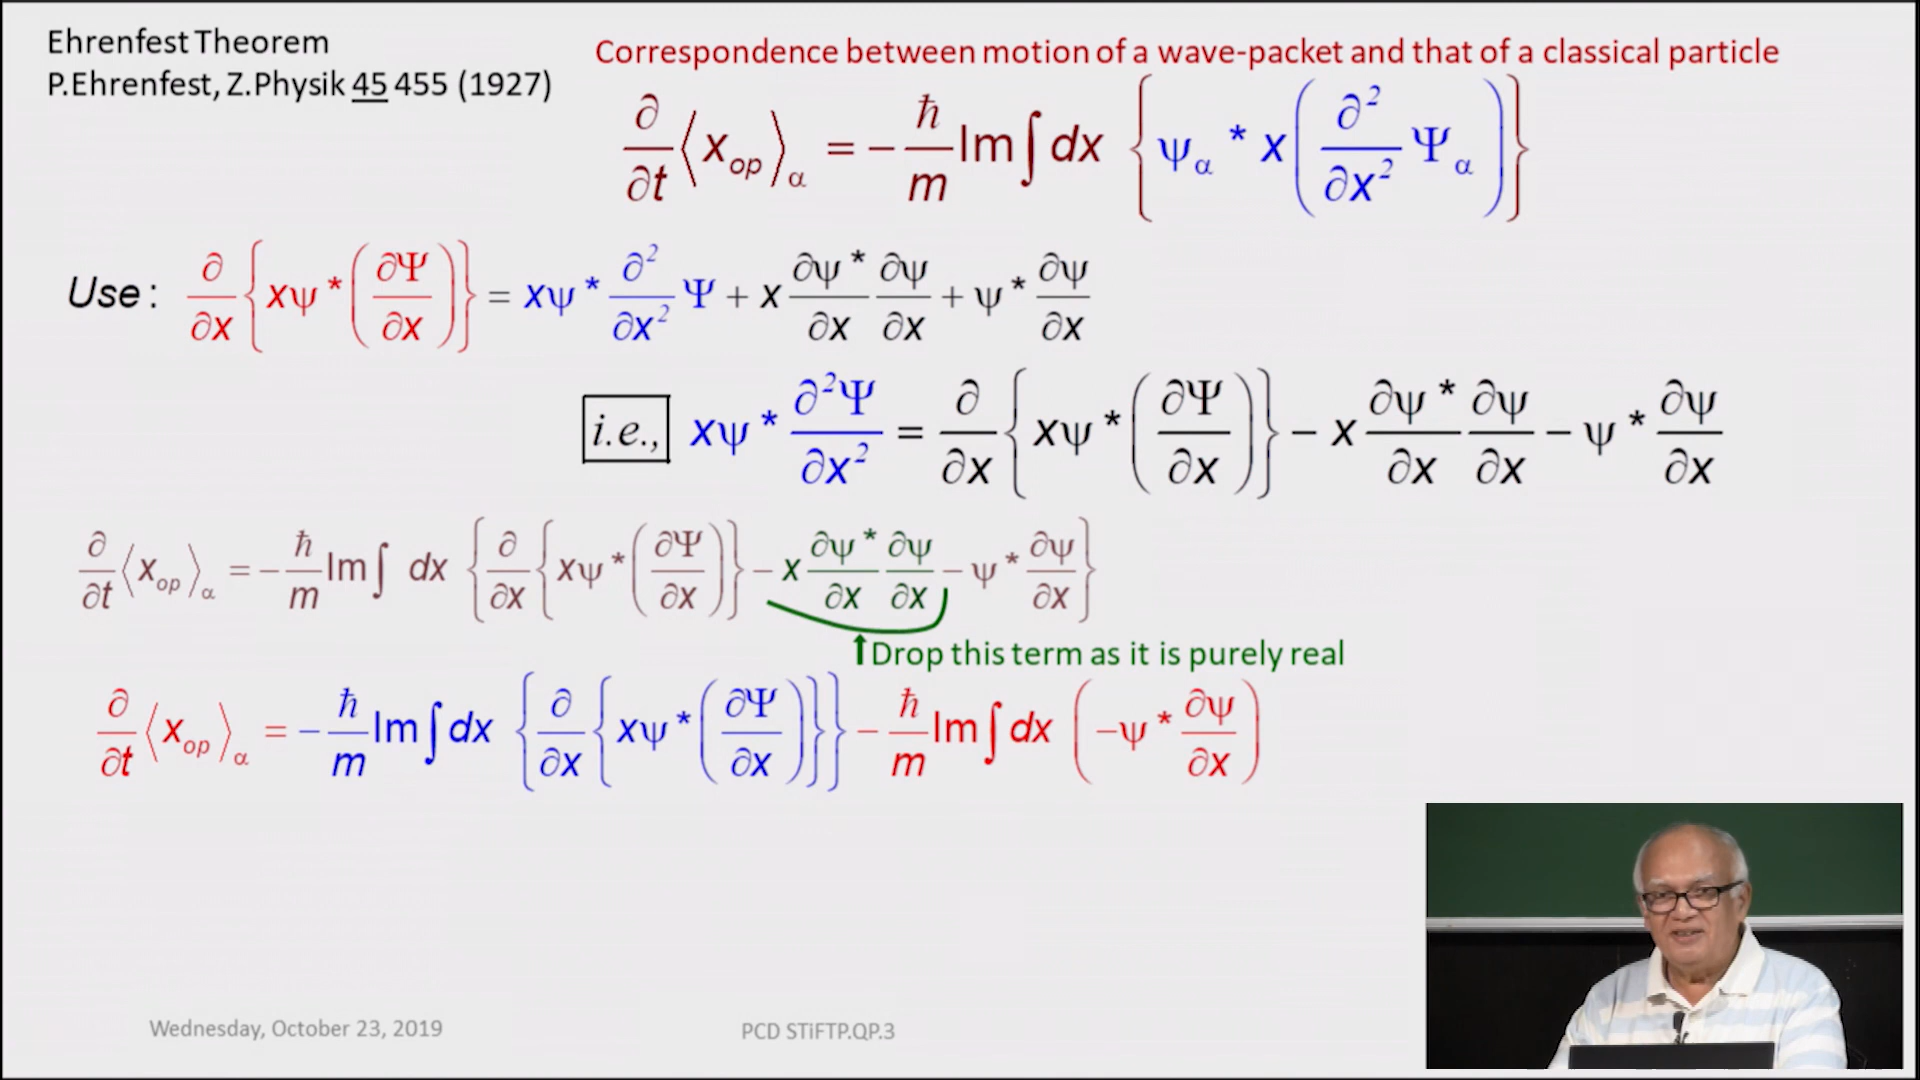 Ehrenfest Theorem
P.Ehrenfest, Z.Physik 45 455 (1927)
Correspondence between motion of a wave-packet and that of a classical particle
∂/∂t ⟨x_op⟩_α = − ħ/m Im ∫ dx { ψ_α * x ( ∂²/∂x² Ψ_α ) }
Use : ∂/∂x { xψ * ( ∂Ψ/∂x ) } = xψ * ∂²/∂x² Ψ + x ∂ψ*/∂x ∂ψ/∂x + ψ * ∂ψ/∂x
i.e., xψ * ∂²Ψ/∂x² = ∂/∂x { xψ * ( ∂Ψ/∂x ) } − x ∂ψ*/∂x ∂ψ/∂x − ψ * ∂ψ/∂x
∂/∂t ⟨x_op⟩_α = − ħ/m Im ∫ dx { ∂/∂x { xψ * ( ∂Ψ/∂x ) } − x ∂ψ*/∂x ∂ψ/∂x − ψ * ∂ψ/∂x }
↑Drop this term as it is purely real
∂/∂t ⟨x_op⟩_α = − ħ/m Im ∫ dx { ∂/∂x { xψ * ( ∂Ψ/∂x ) } } − ħ/m Im ∫ dx ( −ψ * ∂ψ/∂x )
Wednesday, October 23, 2019
PCD STiFTP.QP.3